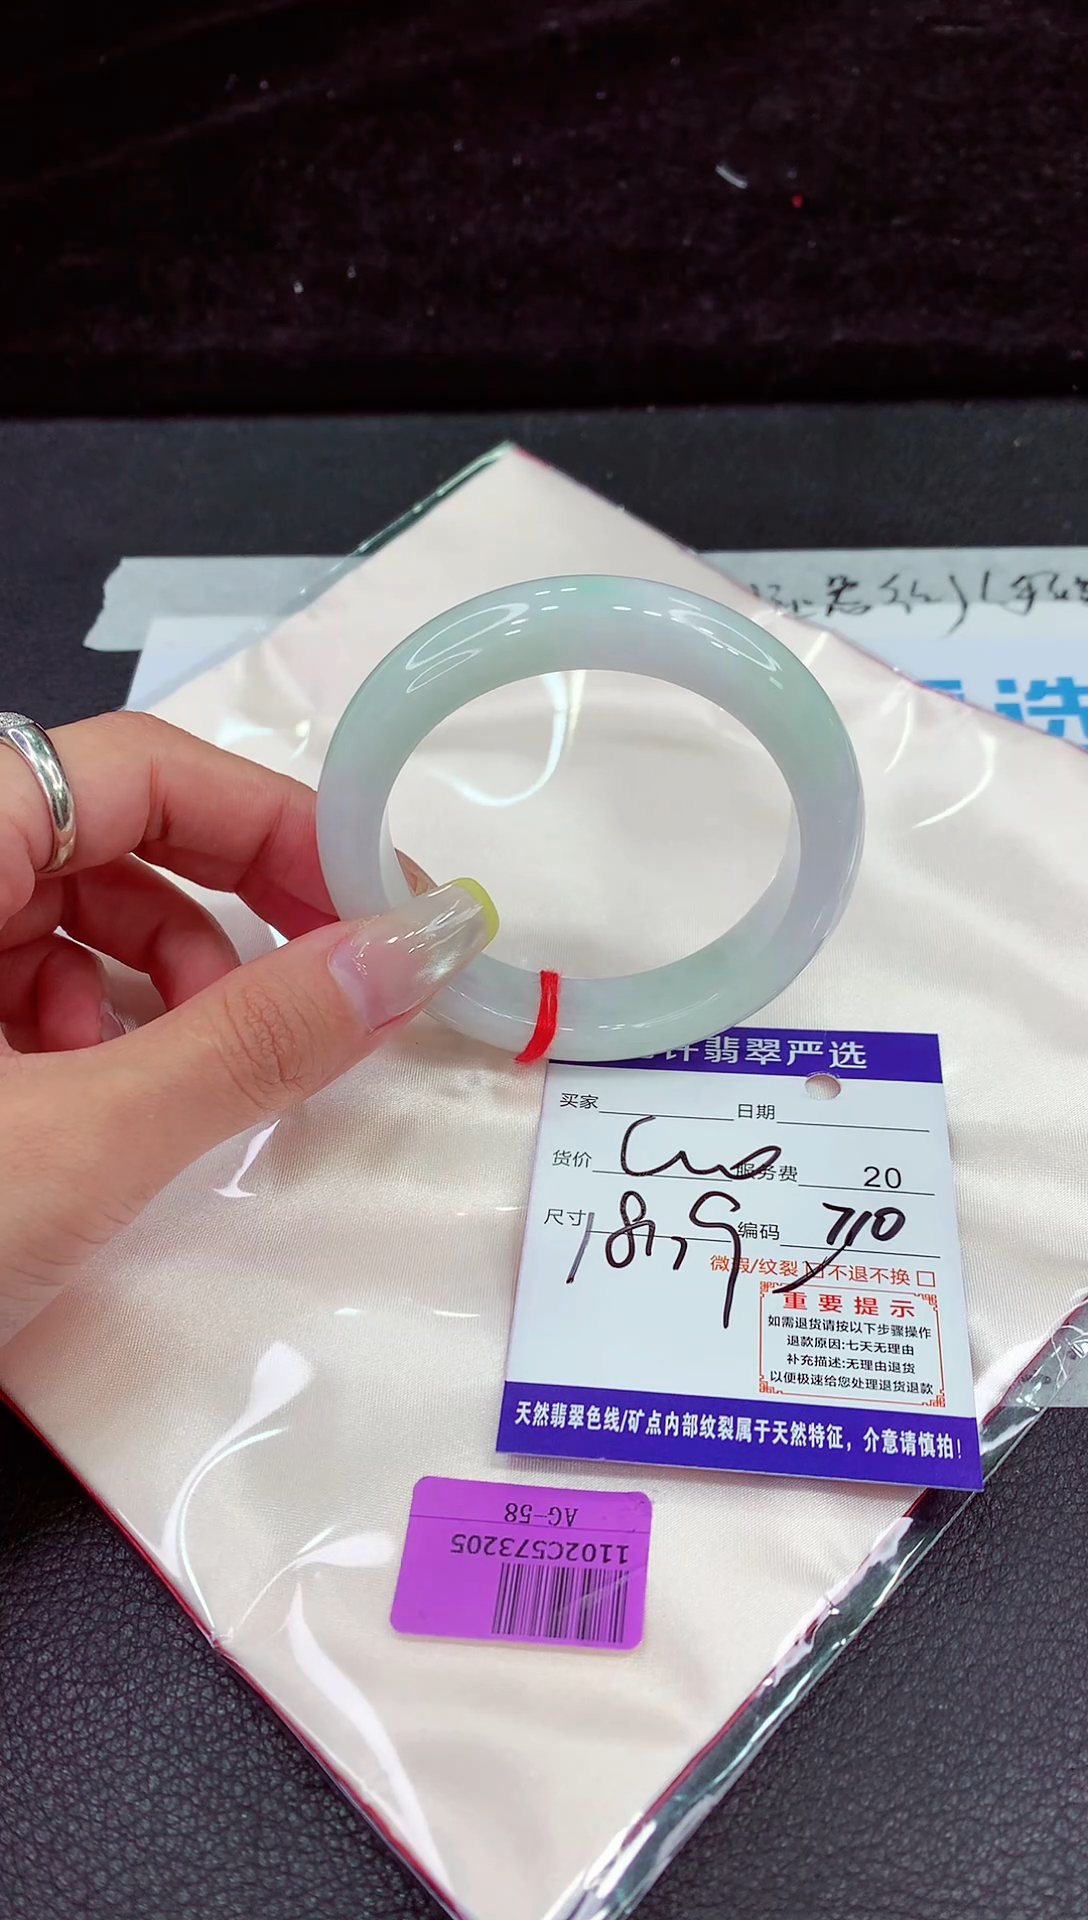 选
翡翠严选
买家 日期
货价 服务费 20
尺寸 编码 710
微瑕/纹裂 不退不换
重要提示
如需退货请按以下步骤操作
退款原因:七天无理由
补充描述:无理由退货
以便极速给您处理退货退款
天然翡翠色线/矿点内部纹裂属于天然特征，介意请慎拍!
AG-58
1102C573205